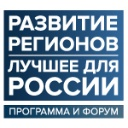 РАЗВИТИЕ
РЕГИОНОВ
ЛУЧШЕЕ ДЛЯ
РОССИИ
ПРОГРАММА И ФОРУМ